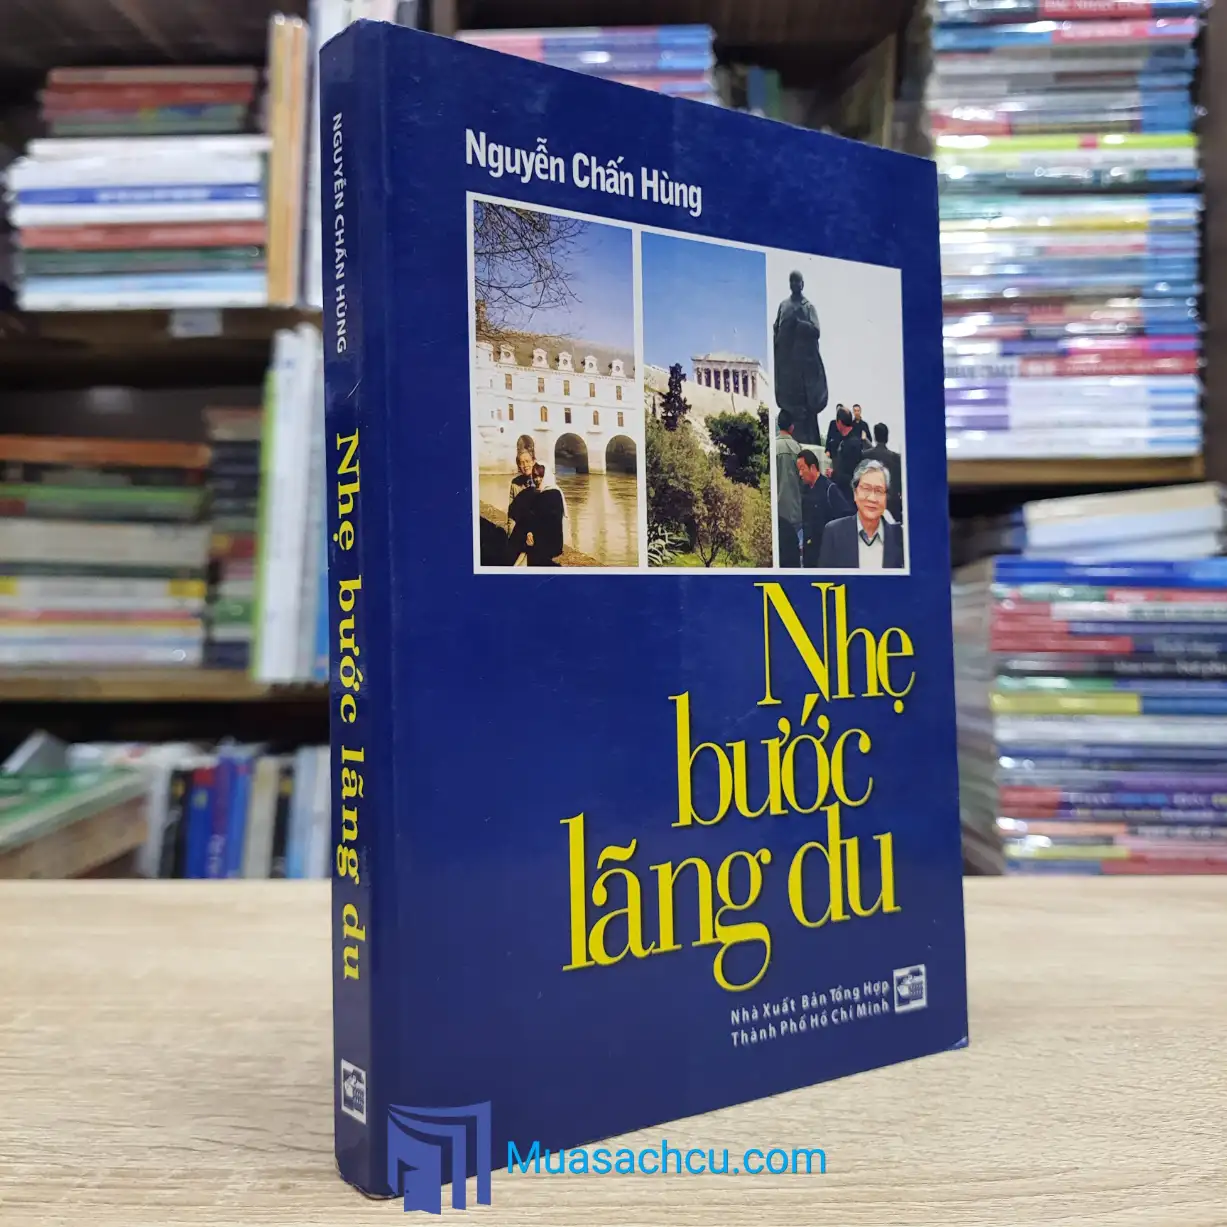 NGUYỄN CHẤN HÙNG
Nhẹ bước lãng du
Nguyễn Chấn Hùng
Nhẹ
bước
lãng du
Nhà Xuất Bản Tổng Hợp
Thành Phố Hồ Chí Minh
Muasachcu.com